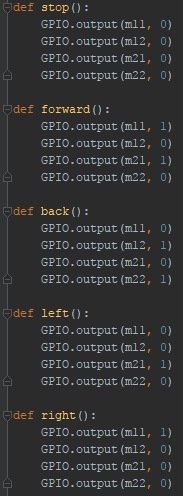 def stop():
    GPIO.output(m11, 0)
    GPIO.output(m12, 0)
    GPIO.output(m21, 0)
    GPIO.output(m22, 0)
def forward():
    GPIO.output(m11, 1)
    GPIO.output(m12, 0)
    GPIO.output(m21, 1)
    GPIO.output(m22, 0)
def back():
    GPIO.output(m11, 0)
    GPIO.output(m12, 1)
    GPIO.output(m21, 0)
    GPIO.output(m22, 1)
def left():
    GPIO.output(m11, 0)
    GPIO.output(m12, 0)
    GPIO.output(m21, 1)
    GPIO.output(m22, 0)
def right():
    GPIO.output(m11, 1)
    GPIO.output(m12, 0)
    GPIO.output(m21, 0)
    GPIO.output(m22, 0)